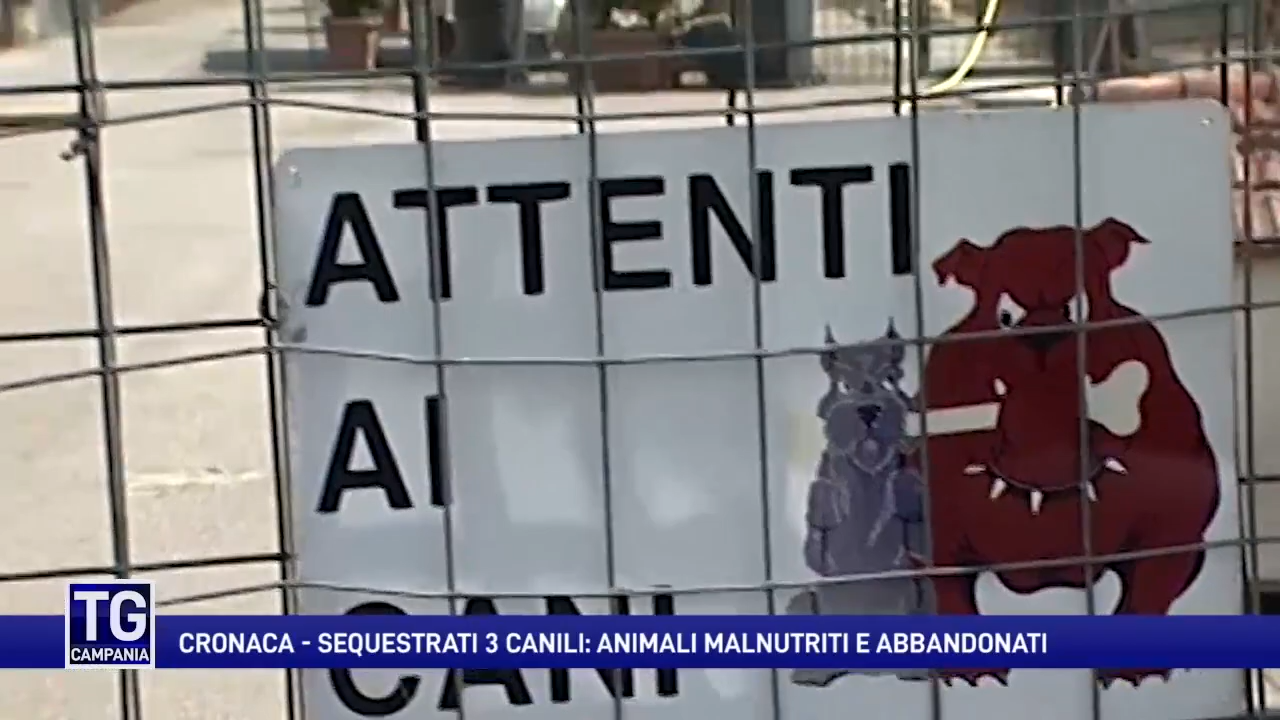 ATTENTI
AI
CANI
TG
CAMPANIA
CRONACA - SEQUESTRATI 3 CANILI: ANIMALI MALNUTRITI E ABBANDONATI